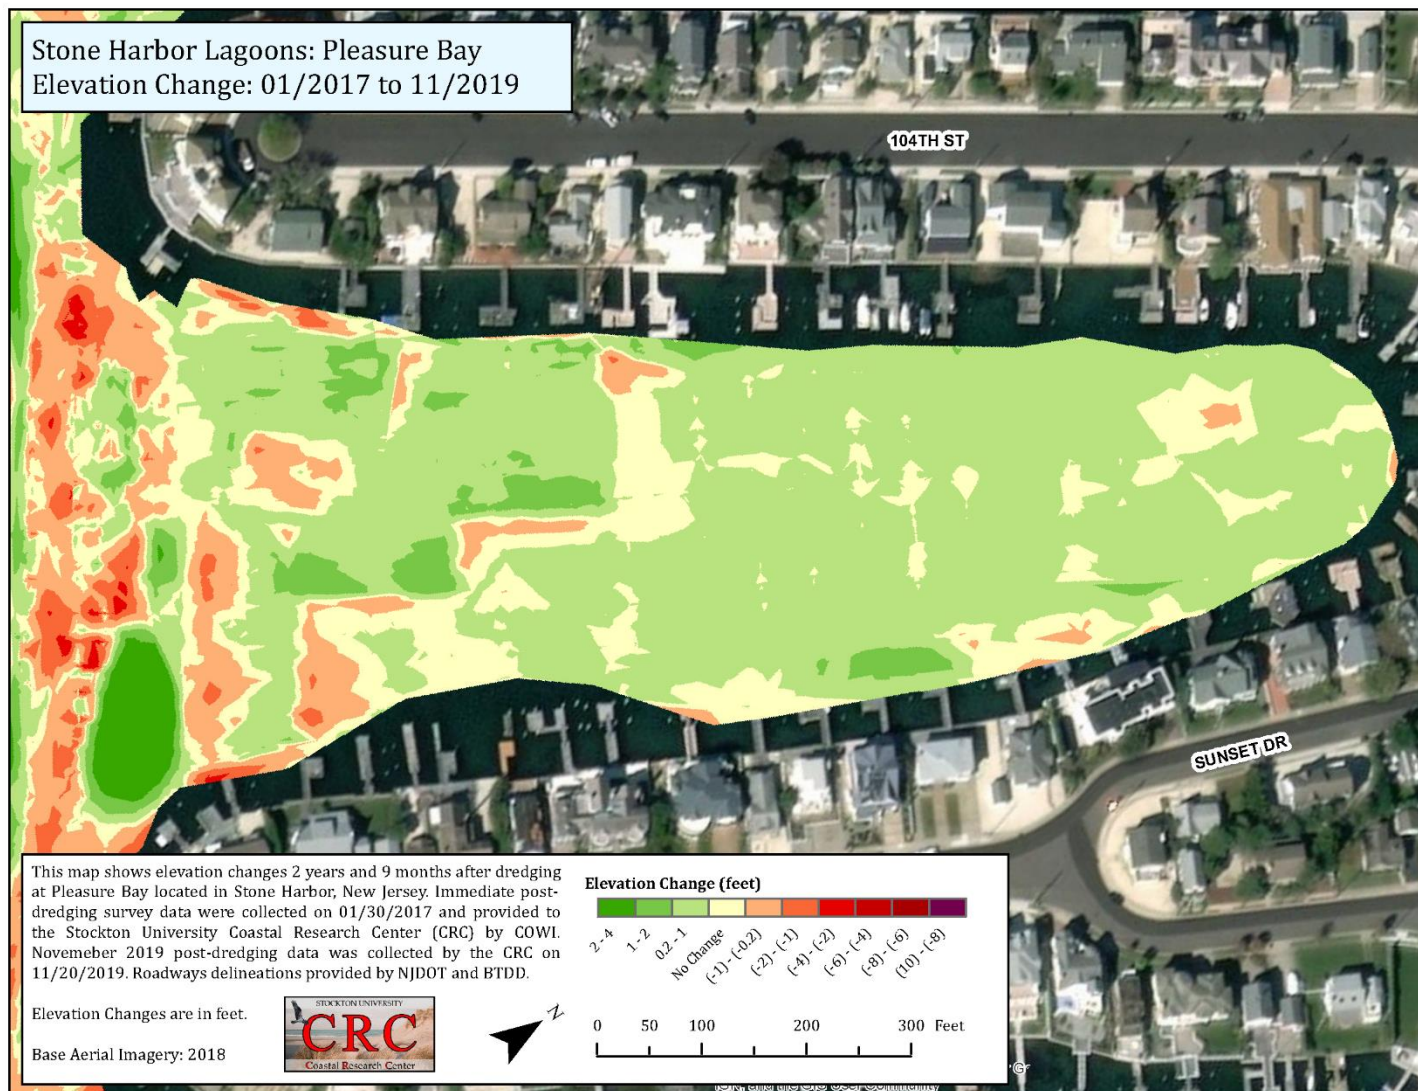 Stone Harbor Lagoons: Pleasure Bay
Elevation Change: 01/2017 to 11/2019
104TH ST
SUNSET DR
This map shows elevation changes 2 years and 9 months after dredging
at Pleasure Bay located in Stone Harbor, New Jersey. Immediate post-
dredging survey data were collected on 01/30/2017 and provided to
the Stockton University Coastal Research Center (CRC) by COWI.
Novemeber 2019 post-dredging data was collected by the CRC on
11/20/2019. Roadways delineations provided by NJDOT and BTDD.
Elevation Changes are in feet.
Base Aerial Imagery: 2018
STOCKTON UNIVERSITY
CRC
Coastal Research Center
N
Elevation Change (feet)
2 - 4
1 - 2
0.2 - 1
No Change
(-1) - (-0.2)
(-2) - (-1)
(-4) - (-2)
(-6) - (-4)
(-8) - (-6)
(10) - (-8)
0 50 100 200 300 Feet
and the GIS User Community